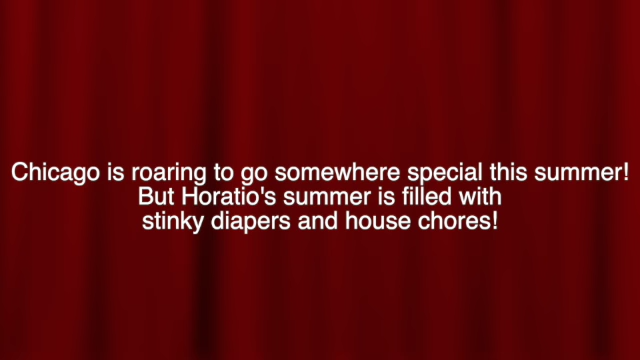 Chicago is roaring to go somewhere special this summer!
But Horatio's summer is filled with
stinky diapers and house chores!